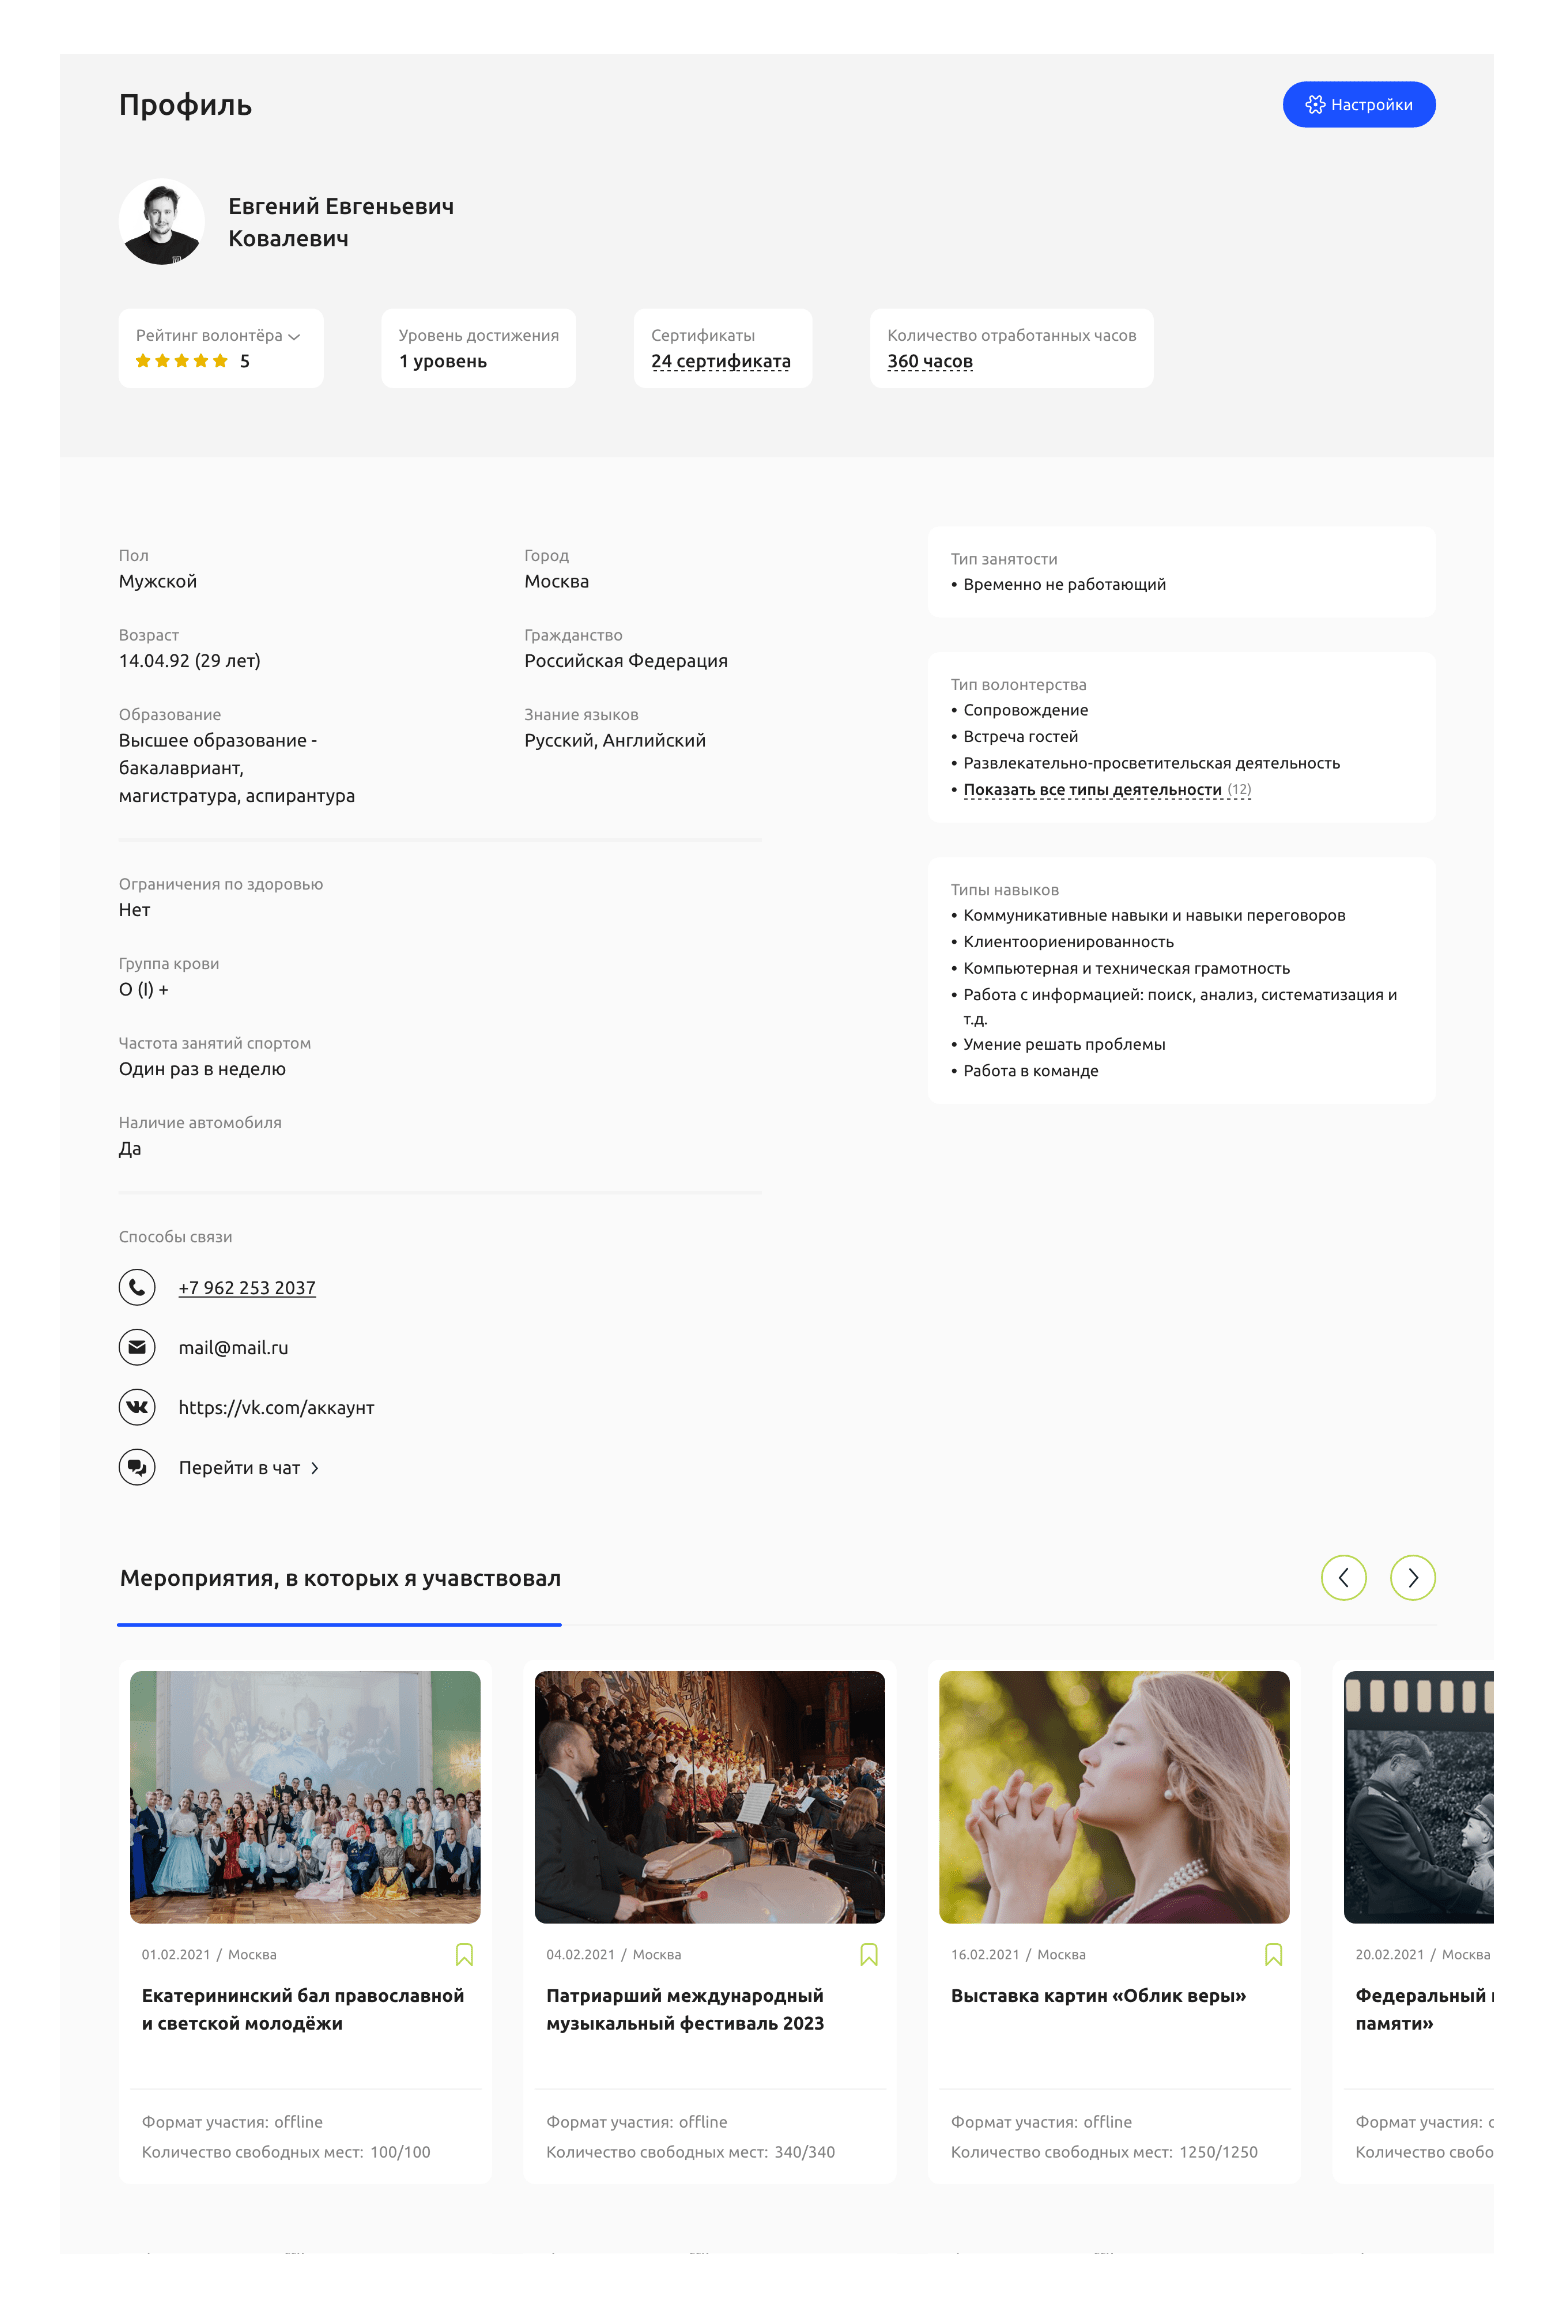 Профиль
Настройки
Евгений Евгеньевич
Ковалевич
Рейтинг волонтёра
5
Уровень достижения
1 уровень
Сертификаты
24 сертификата
Количество отработанных часов
360 часов
Пол
Мужской
Город
Москва
Возраст
14.04.92 (29 лет)
Гражданство
Российская Федерация
Образование
Высшее образование -
бакалавриант,
магистратура, аспирантура
Знание языков
Русский, Английский
Ограничения по здоровью
Нет
Группа крови
O (I) +
Частота занятий спортом
Один раз в неделю
Наличие автомобиля
Да
Способы связи
+7 962 253 2037
mail@mail.ru
https://vk.com/аккаунт
Перейти в чат
Тип занятости
• Временно не работающий
Тип волонтерства
• Сопровождение
• Встреча гостей
• Развлекательно-просветительская деятельность
• Показать все типы деятельности (12)
Типы навыков
• Коммуникативные навыки и навыки переговоров
• Клиентоориенированность
• Компьютерная и техническая грамотность
• Работа с информацией: поиск, анализ, систематизация и
т.д.
• Умение решать проблемы
• Работа в команде
Мероприятия, в которых я учавствовал
01.02.2021 / Москва
Екатерининский бал православной
и светской молодёжи
Формат участия: offline
Количество свободных мест: 100/100
04.02.2021 / Москва
Патриарший международный
музыкальный фестиваль 2023
Формат участия: offline
Количество свободных мест: 340/340
16.02.2021 / Москва
Выставка картин «Облик веры»
Формат участия: offline
Количество свободных мест: 1250/1250
20.02.2021 / Москва
Федеральный
памяти»
Формат участия:
Количество